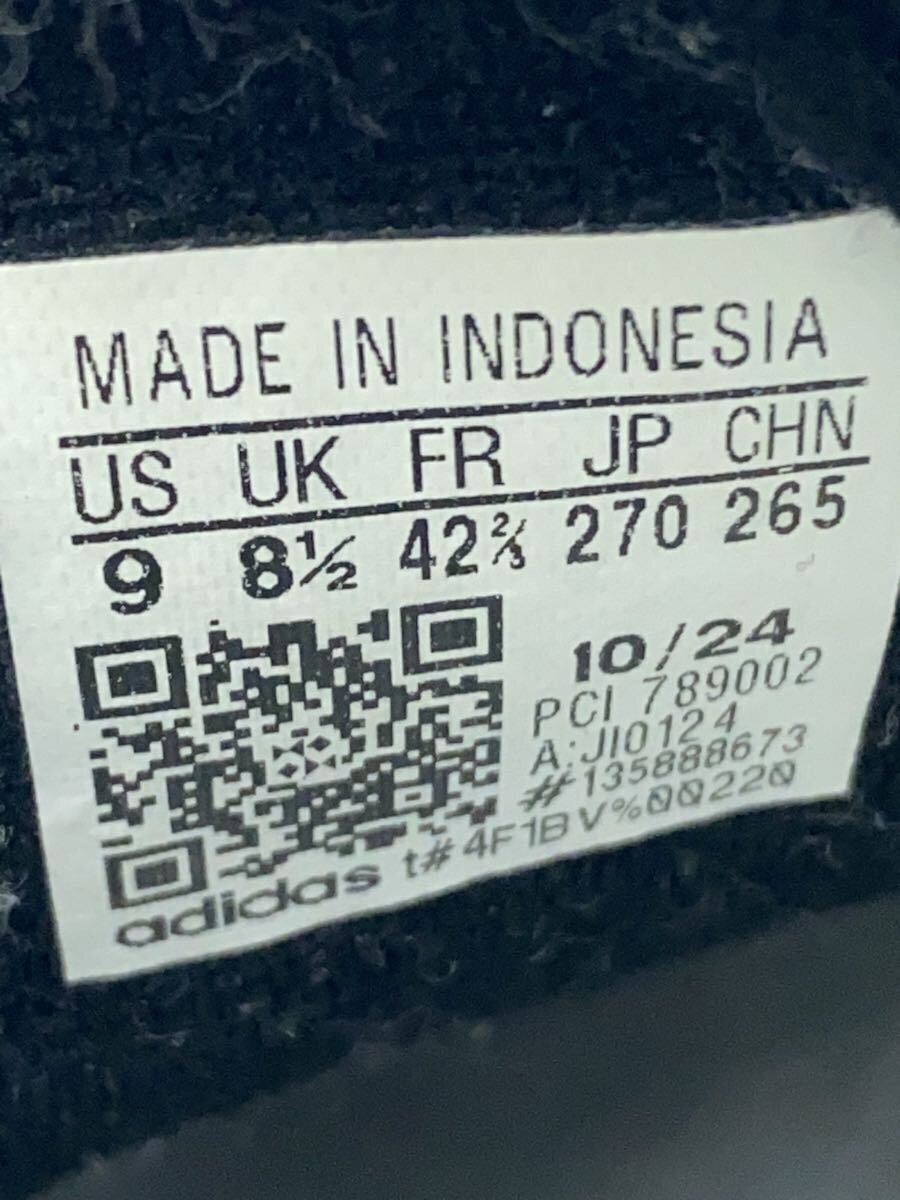 MADE IN INDONESIA
US UK FR JP CHN
9 8½ 42⅔ 270 265
10/24
PCI 789002
A:JI0124
#135888673
adidas t#4F1BV%00220